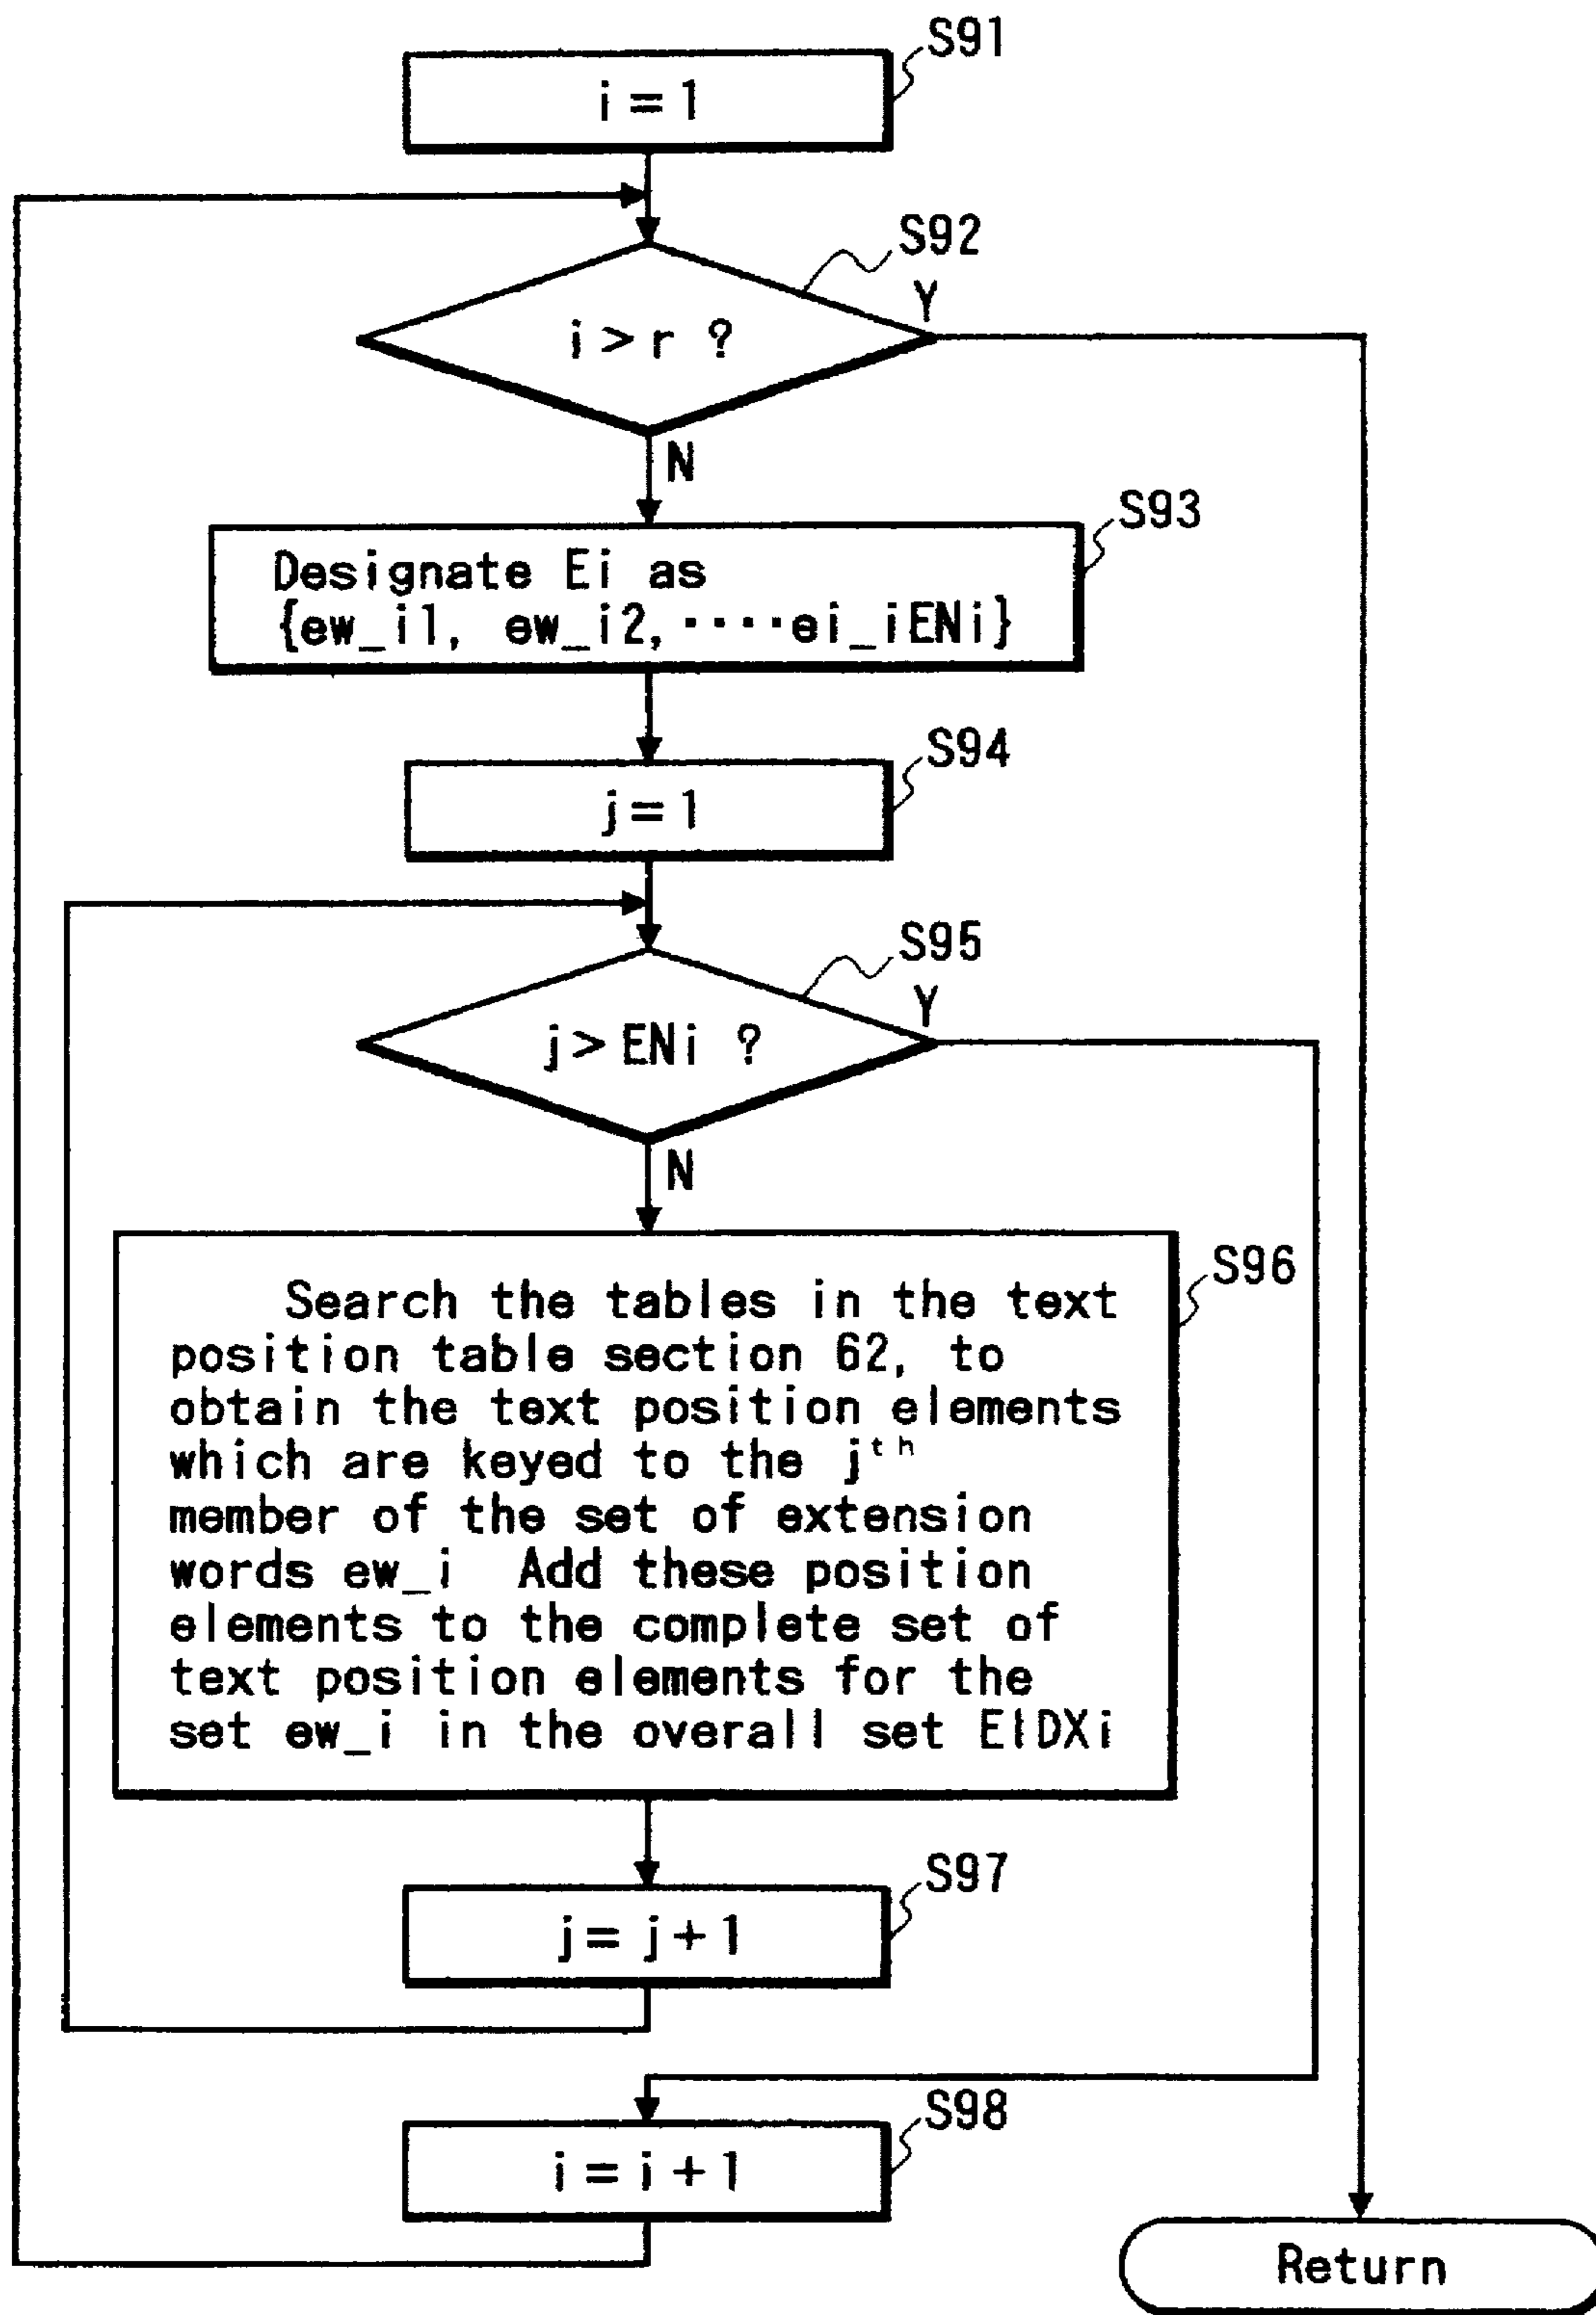 S91
i=1
S92
i>r ?
Y
N
S93
Designate Ei as
{ew_i1, ew_i2, ····ei_iENi}
S94
j=1
S95
j>ENi ?
Y
N
S96
Search the tables in the text
position table section 62, to
obtain the text position elements
which are keyed to the jth
member of the set of extension
words ew_i Add these position
elements to the complete set of
text position elements for the
set ew_i in the overall set EIDXi
S97
j=j+1
S98
i=i+1
Return